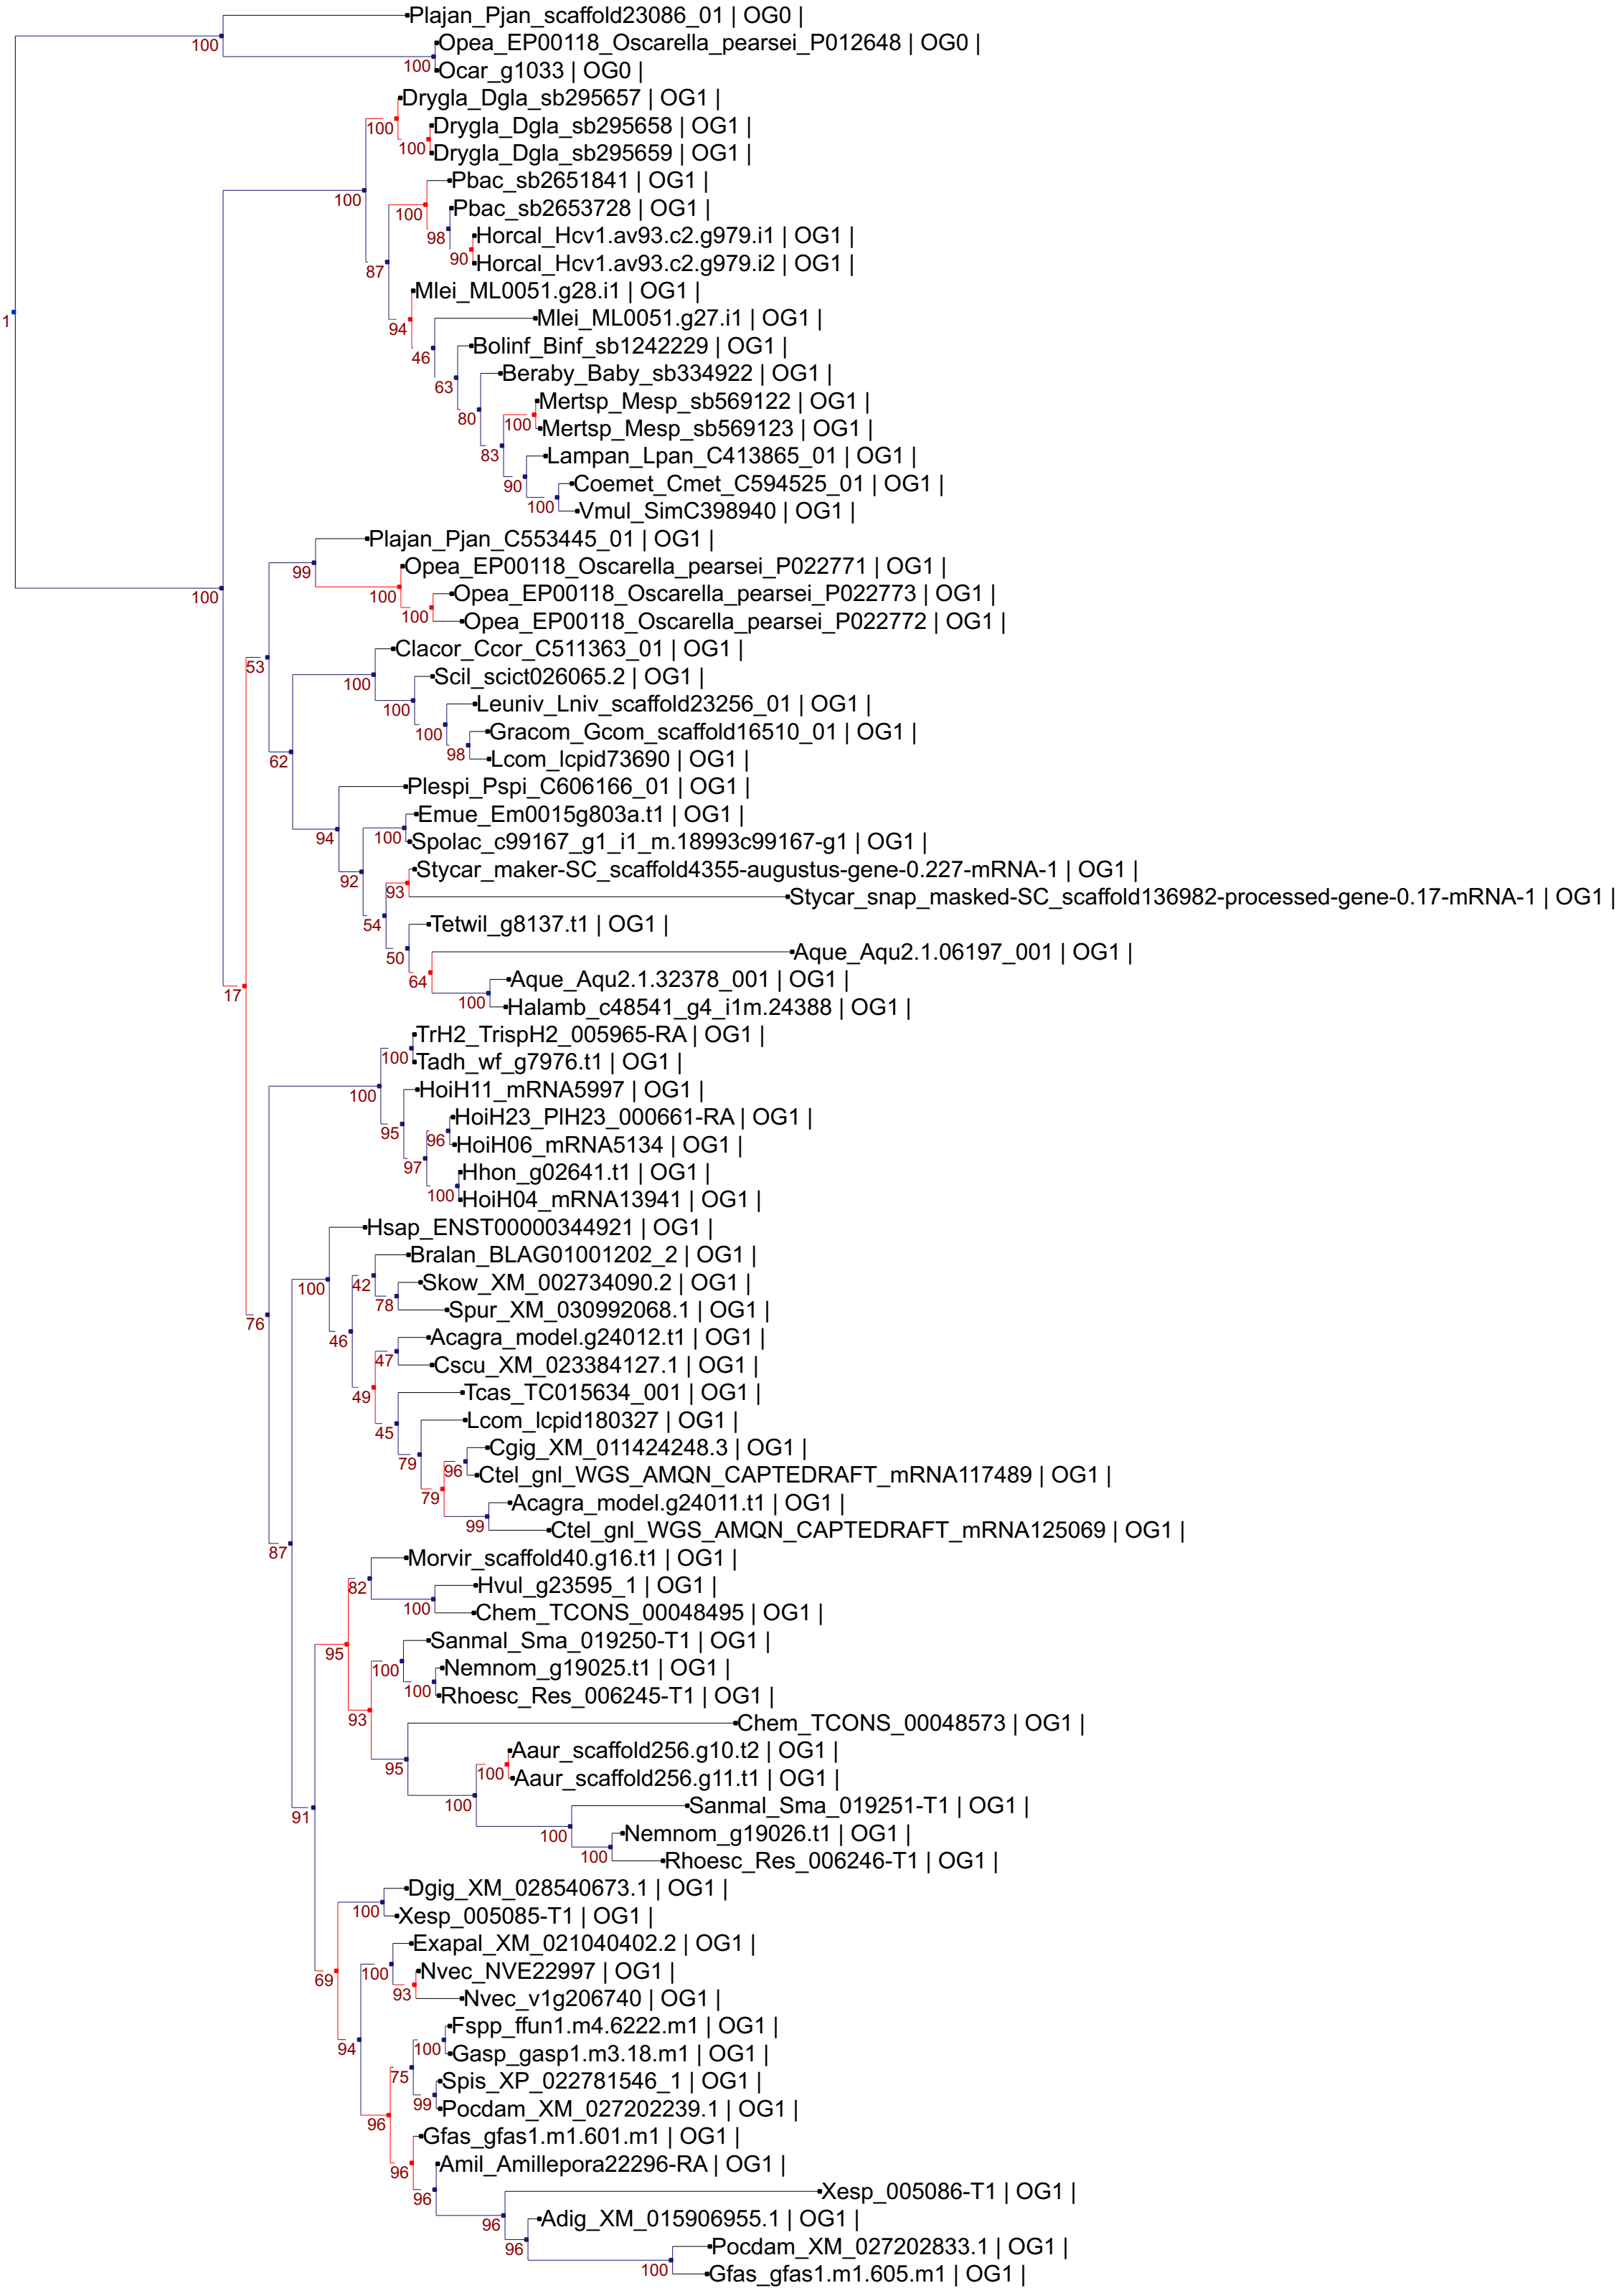 Plajan_Pjan_scaffold23086_01 | OG0 |
100
Opea_EP00118_Oscarella_pearsei_P012648 | OG0 |
100
Ocar_g1033 | OG0 |
Drygla_Dgla_sb295657 | OG1 |
100
Drygla_Dgla_sb295658 | OG1 |
100
Drygla_Dgla_sb295659 | OG1 |
Pbac_sb2651841 | OG1 |
100
100
Pbac_sb2653728 | OG1 |
98
Horcal_Hcv1.av93.c2.g979.i1 | OG1 |
90
Horcal_Hcv1.av93.c2.g979.i2 | OG1 |
87
Mlei_ML0051.g28.i1 | OG1 |
1
94
Mlei_ML0051.g27.i1 | OG1 |
46
Bolinf_Binf_sb1242229 | OG1 |
63
Beraby_Baby_sb334922 | OG1 |
80
Mertsp_Mesp_sb569122 | OG1 |
100
Mertsp_Mesp_sb569123 | OG1 |
83
Lampan_Lpan_C413865_01 | OG1 |
90
Coemet_Cmet_C594525_01 | OG1 |
100
Vmul_SimC398940 | OG1 |
Plajan_Pjan_C553445_01 | OG1 |
99
Opea_EP00118_Oscarella_pearsei_P022771 | OG1 |
100
100
Opea_EP00118_Oscarella_pearsei_P022773 | OG1 |
100
Opea_EP00118_Oscarella_pearsei_P022772 | OG1 |
Clacor_Ccor_C511363_01 | OG1 |
53
100
Scil_scict026065.2 | OG1 |
100
Leuniv_Lniv_scaffold23256_01 | OG1 |
100
Gracom_Gcom_scaffold16510_01 | OG1 |
98
Lcom_lcpid73690 | OG1 |
62
Plespi_Pspi_C606166_01 | OG1 |
Emue_Em0015g803a.t1 | OG1 |
94
100
Spolac_c99167_g1_i1_m.18993c99167-g1 | OG1 |
92
Stycar_maker-SC_scaffold4355-augustus-gene-0.227-mRNA-1 | OG1 |
93
Stycar_snap_masked-SC_scaffold136982-processed-gene-0.17-mRNA-1 | OG1 |
54
Tetwil_g8137.t1 | OG1 |
50
Aque_Aqu2.1.06197_001 | OG1 |
64
Aque_Aqu2.1.32378_001 | OG1 |
17
100
Halamb_c48541_g4_i1m.24388 | OG1 |
TrH2_TrispH2_005965-RA | OG1 |
100
Tadh_wf_g7976.t1 | OG1 |
100
HoiH11_mRNA5997 | OG1 |
HoiH23_PlH23_000661-RA | OG1 |
95
96
HoiH06_mRNA5134 | OG1 |
97
Hhon_g02641.t1 | OG1 |
100
HoiH04_mRNA13941 | OG1 |
Hsap_ENST00000344921 | OG1 |
Bralan_BLAG01001202_2 | OG1 |
100
42
Skow_XM_002734090.2 | OG1 |
78
Spur_XM_030992068.1 | OG1 |
76
46
Acagra_model.g24012.t1 | OG1 |
47
Cscu_XM_023384127.1 | OG1 |
49
Tcas_TC015634_001 | OG1 |
45
Lcom_lcpid180327 | OG1 |
Cgig_XM_011424248.3 | OG1 |
79
96
Ctel_gnl_WGS_AMQN_CAPTEDRAFT_mRNA117489 | OG1 |
79
Acagra_model.g24011.t1 | OG1 |
99
Ctel_gnl_WGS_AMQN_CAPTEDRAFT_mRNA125069 | OG1 |
87
Morvir_scaffold40.g16.t1 | OG1 |
82
Hvul_g23595_1 | OG1 |
100
Chem_TCONS_00048495 | OG1 |
Sanmal_Sma_019250-T1 | OG1 |
95
100
Nemnom_g19025.t1 | OG1 |
100
Rhoesc_Res_006245-T1 | OG1 |
93
Chem_TCONS_00048573 | OG1 |
Aaur_scaffold256.g10.t2 | OG1 |
95
100
Aaur_scaffold256.g11.t1 | OG1 |
100
Sanmal_Sma_019251-T1 | OG1 |
91
100
Nemnom_g19026.t1 | OG1 |
100
Rhoesc_Res_006246-T1 | OG1 |
Dgig_XM_028540673.1 | OG1 |
100
Xesp_005085-T1 | OG1 |
Exapal_XM_021040402.2 | OG1 |
69
100
Nvec_NVE22997 | OG1 |
93
Nvec_v1g206740 | OG1 |
Fspp_ffun1.m4.6222.m1 | OG1 |
94
100
Gasp_gasp1.m3.18.m1 | OG1 |
75
Spis_XP_022781546_1 | OG1 |
99
Pocdam_XM_027202239.1 | OG1 |
96
Gfas_gfas1.m1.601.m1 | OG1 |
96
Amil_Amillepora22296-RA | OG1 |
96
Xesp_005086-T1 | OG1 |
96
Adig_XM_015906955.1 | OG1 |
96
Pocdam_XM_027202833.1 | OG1 |
100
Gfas_gfas1.m1.605.m1 | OG1 |